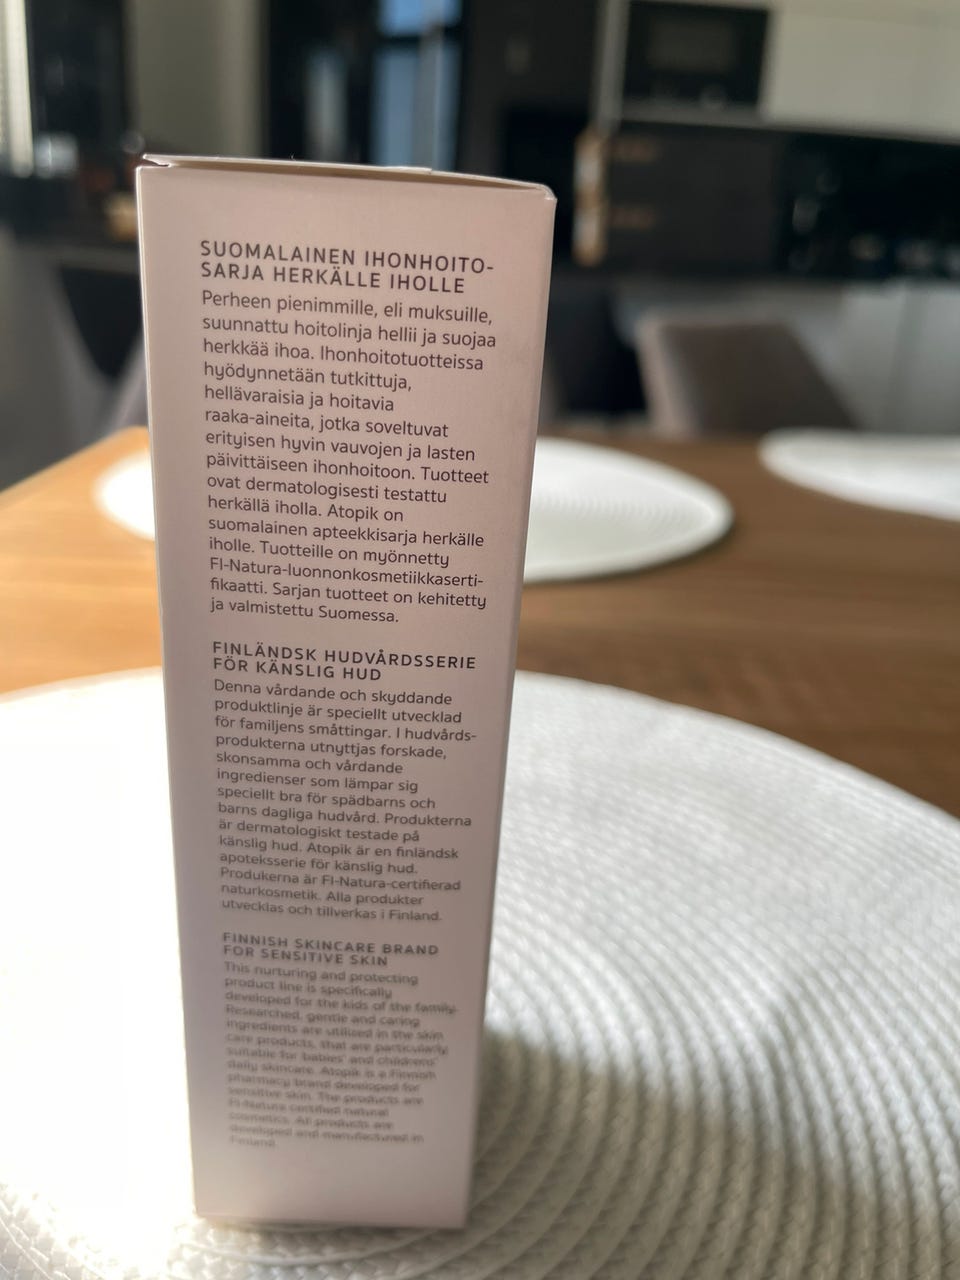 SUOMALAINEN IHONHOITO-
SARJA HERKÄLLE IHOLLE
Perheen pienimmille, eli muksuille,
suunnattu hoitolinja hellii ja suojaa
herkkää ihoa. Ihonhoitotuotteissa
hyödynnetään tutkittuja,
hellävaraisia ja hoitavia
raaka-aineita, jotka soveltuvat
erityisen hyvin vauvojen ja lasten
päivittäiseen ihonhoitoon. Tuotteet
ovat dermatologisesti testattu
herkällä iholla. Atopik on
suomalainen apteekkisarja herkälle
iholle. Tuotteille on myönnetty
FI-Natura-luonnonkosmetiikkaserti-
fikaatti. Sarjan tuotteet on kehitetty
ja valmistettu Suomessa.
FINLÄNDSK HUDVÅRDSSERIE
FÖR KÄNSLIG HUD
Denna vårdande och skyddande
produktlinje är speciellt utvecklad
för familjens småttingar. I hudvårds-
produkterna utnyttjas forskade,
skonsamma och vårdande
ingredienser som lämpar sig
speciellt bra för spädbarns och
barns dagliga hudvård. Produkterna
är dermatologiskt testade på
känslig hud. Atopik är en finländsk
apoteksserie för känslig hud.
Produkerna är FI-Natura-certifierad
naturkosmetik. Alla produkter
utvecklas och tillverkas i Finland.
FINNISH SKINCARE BRAND
FOR SENSITIVE SKIN
This nurturing and protecting
product line is specifically
developed for the kids of the family.
Researched, gentle and caring
ingredients are utilized in the skin
care products, that are particularly
suitable for babies' and childrens'
daily skincare. Atopik is a Finnish
pharmacy brand developed for
sensitive skin. The products are
FI-Natura certified natural
cosmetics. All products are
developed and manufactured in
Finland.